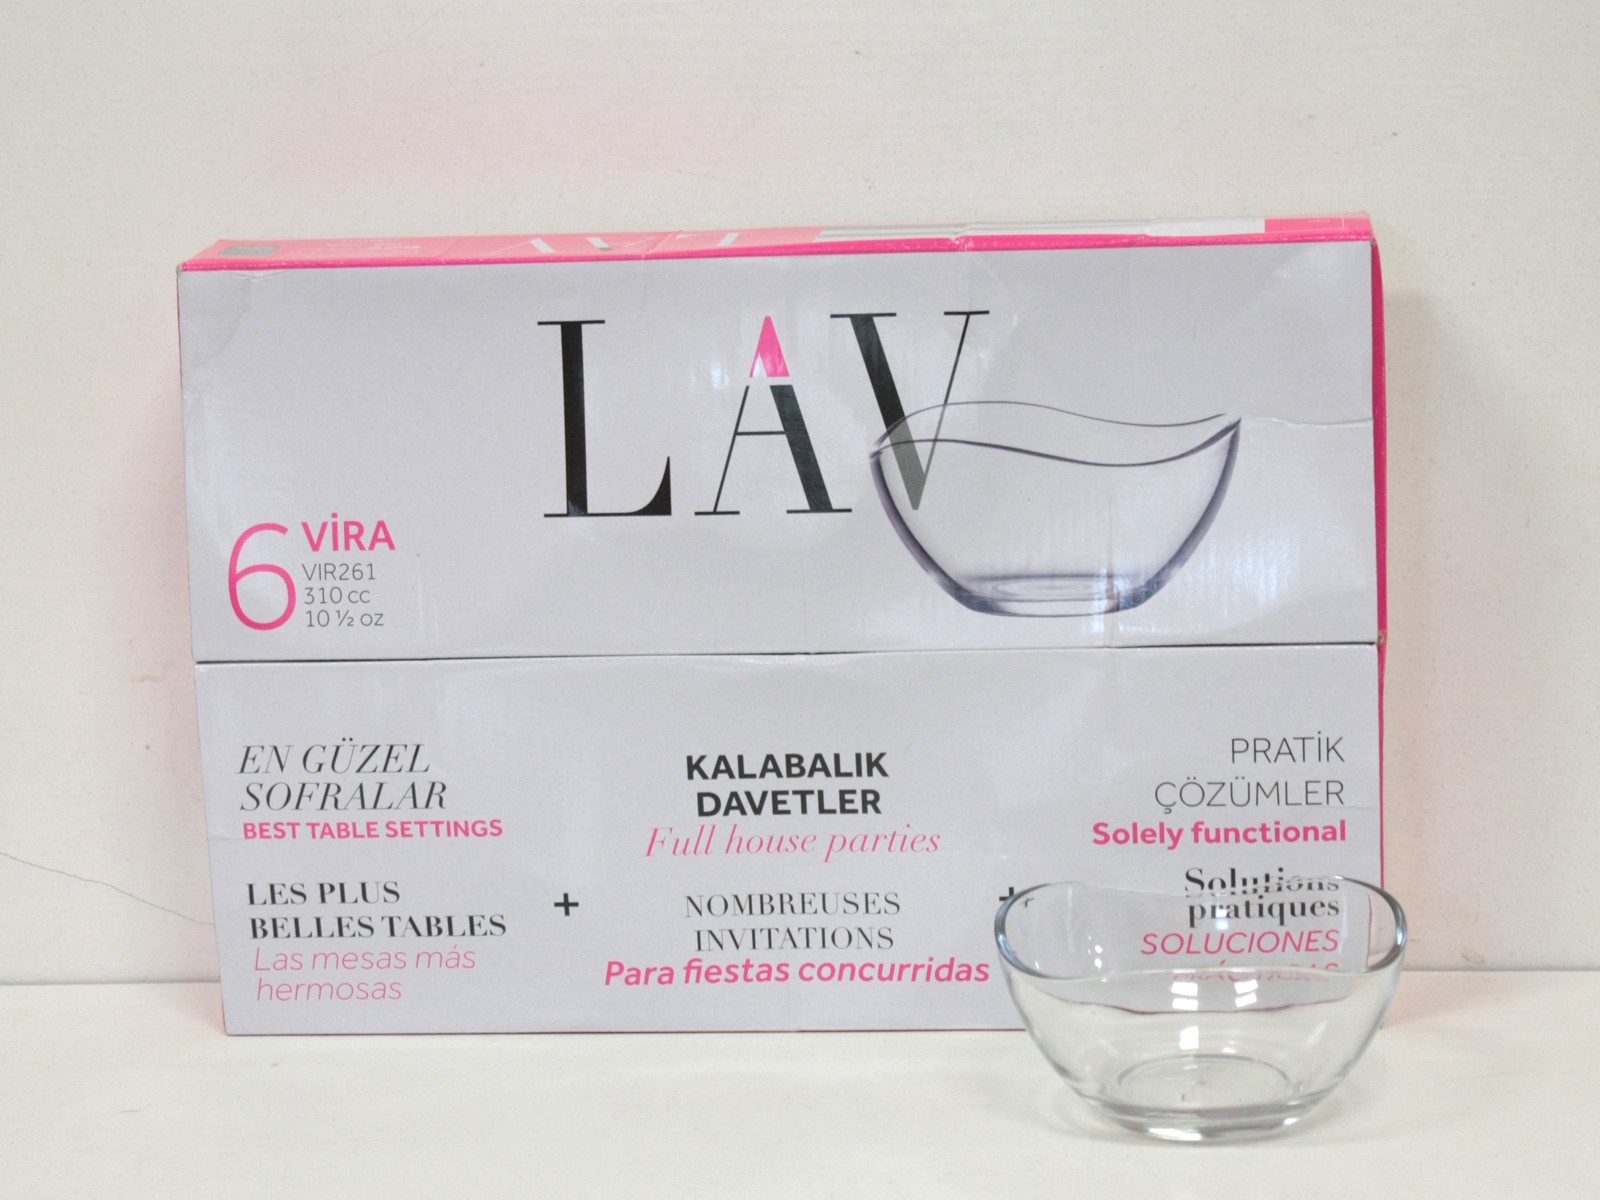 LAV
6
VİRA
VIR261
310 cc
10 ½ oz
EN GÜZEL
SOFRALAR
BEST TABLE SETTINGS
LES PLUS
BELLES TABLES
Las mesas más
hermosas
+
KALABALIK
DAVETLER
Full house parties
NOMBREUSES
INVITATIONS
Para fiestas concurridas
+
PRATİK
ÇÖZÜMLER
Solely functional
Solutions
pratiques
SOLUCIONES